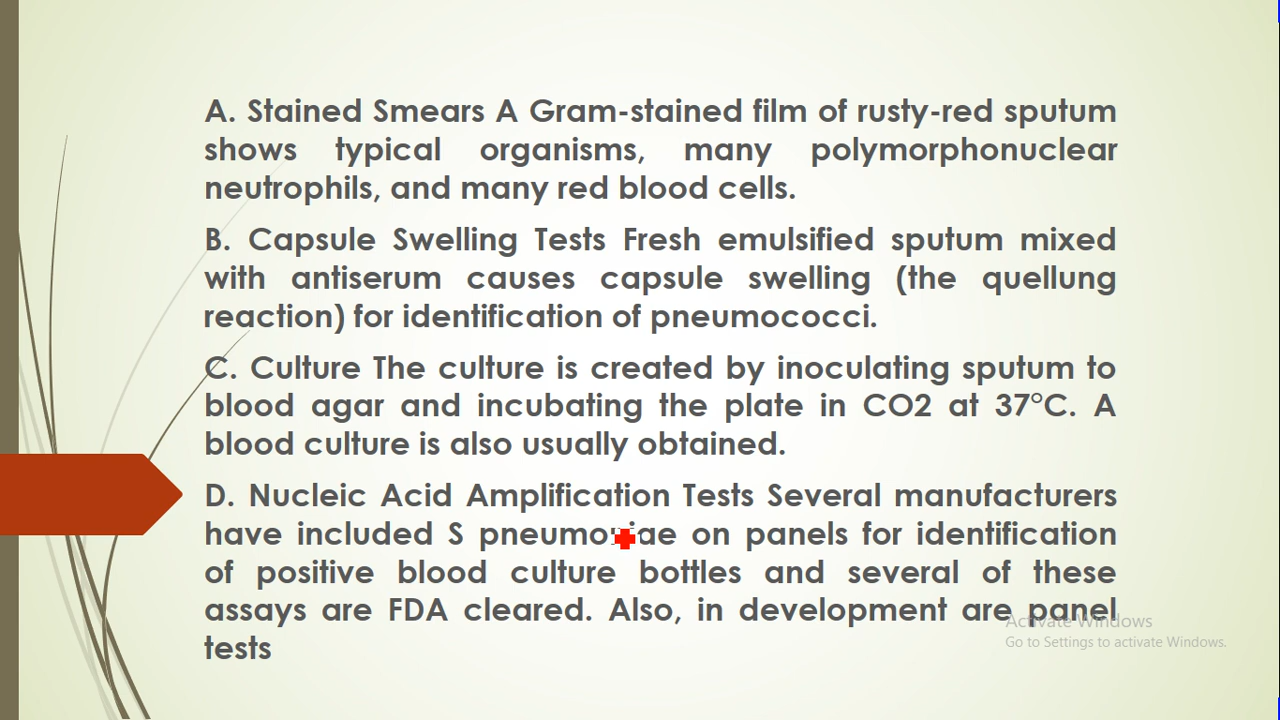 A. Stained Smears A Gram-stained film of rusty-red sputum
shows typical organisms, many polymorphonuclear
neutrophils, and many red blood cells.
B. Capsule Swelling Tests Fresh emulsified sputum mixed
with antiserum causes capsule swelling (the quellung
reaction) for identification of pneumococci.
C. Culture The culture is created by inoculating sputum to
blood agar and incubating the plate in CO2 at 37°C. A
blood culture is also usually obtained.
D. Nucleic Acid Amplification Tests Several manufacturers
have included S pneumoniae on panels for identification
of positive blood culture bottles and several of these
assays are FDA cleared. Also, in development are panel
tests
Activate Windows
Go to Settings to activate Windows.